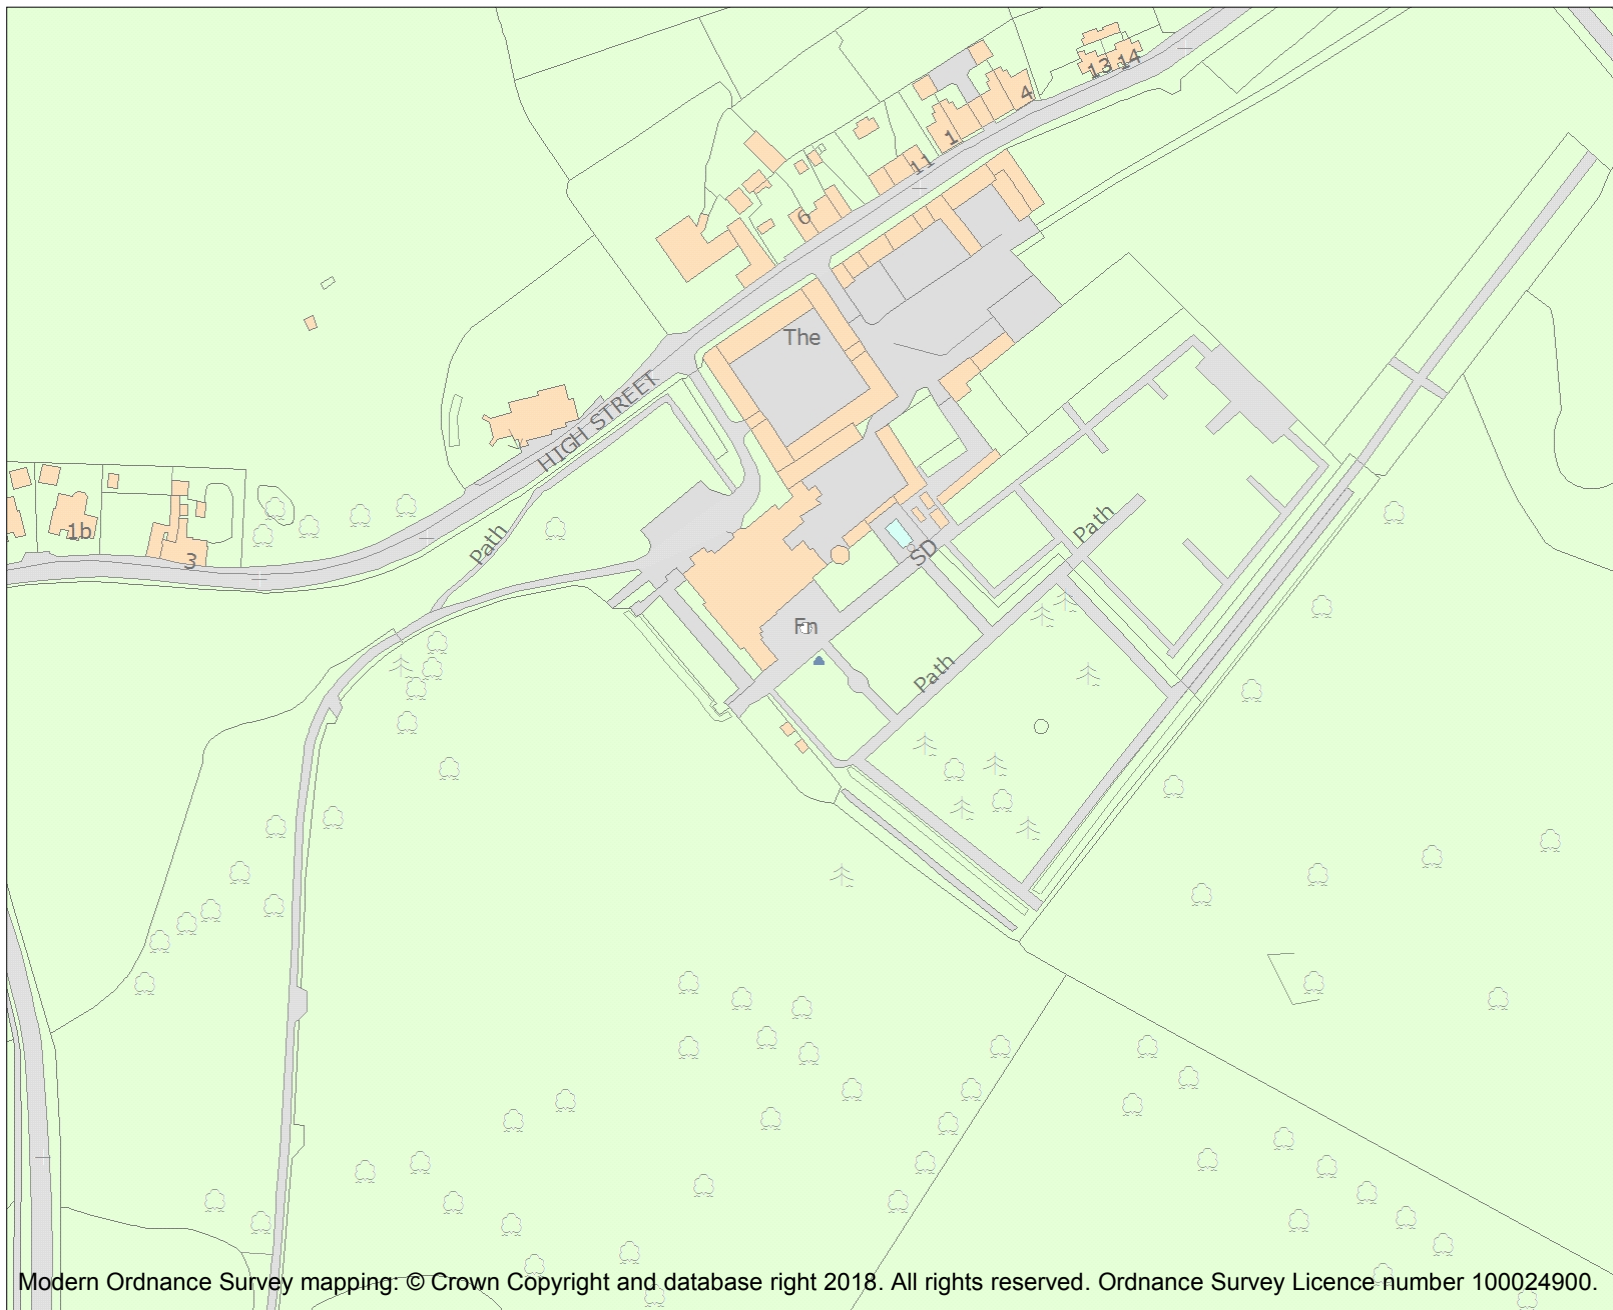 13
14
4
1
11
6
The
HIGH STREET
1b
3
Path
Path
SD
Fn
Path
Modern Ordnance Survey mapping: © Crown Copyright and database right 2018. All rights reserved. Ordnance Survey Licence number 100024900.